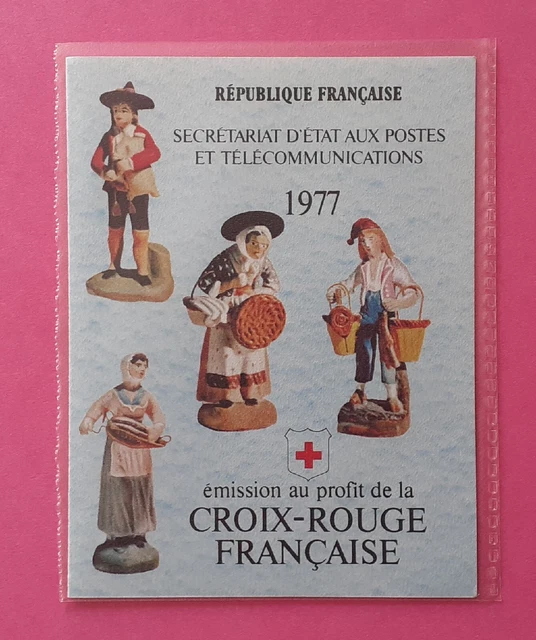 RÉPUBLIQUE FRANÇAISE
SECRÉTARIAT D'ÉTAT AUX POSTES
ET TÉLÉCOMMUNICATIONS
1977
émission au profit de la
CROIX-ROUGE
FRANÇAISE